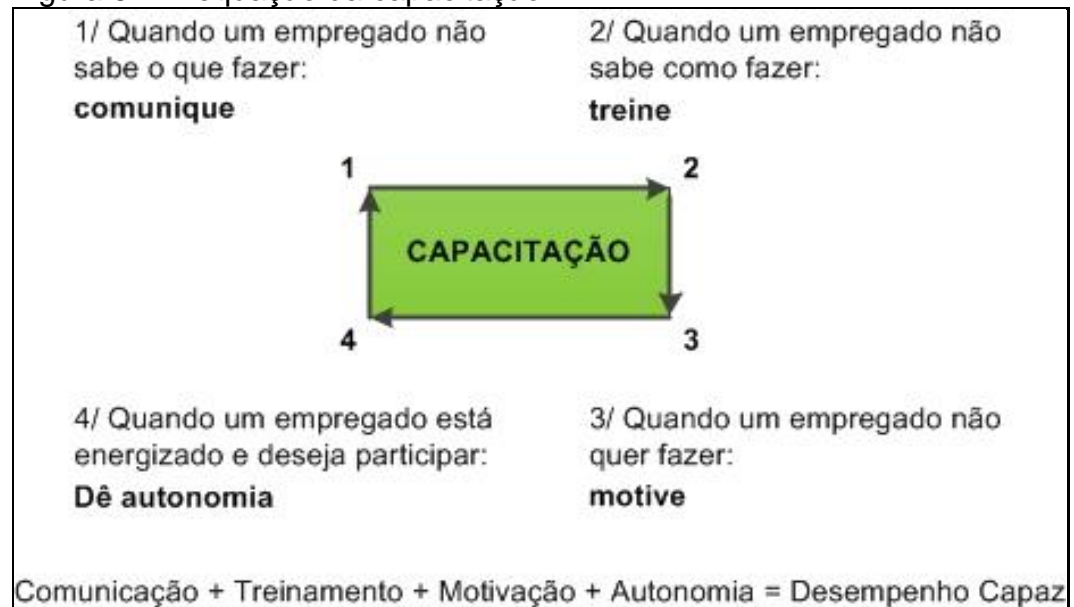 1/ Quando um empregado não
sabe o que fazer:
comunique
2/ Quando um empregado não
sabe como fazer:
treine
1
2
CAPACITAÇÃO
4
3
4/ Quando um empregado está
energizado e deseja participar:
Dê autonomia
3/ Quando um empregado não
quer fazer:
motive
Comunicação + Treinamento + Motivação + Autonomia = Desempenho Capaz